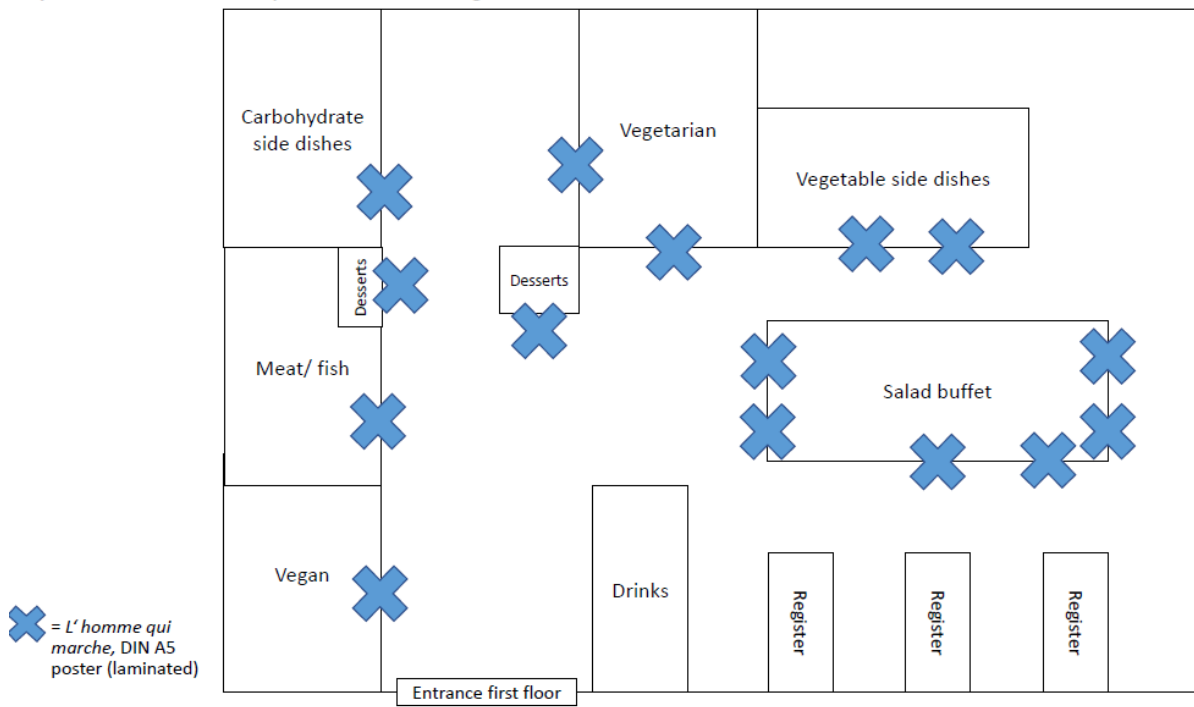 Carbohydrate
side dishes
Vegetarian
Vegetable side dishes
Desserts
Desserts
Meat/ fish
Salad buffet
Vegan
Drinks
Register
Register
Register
= L‘ homme qui
marche, DIN A5
poster (laminated)
Entrance first floor